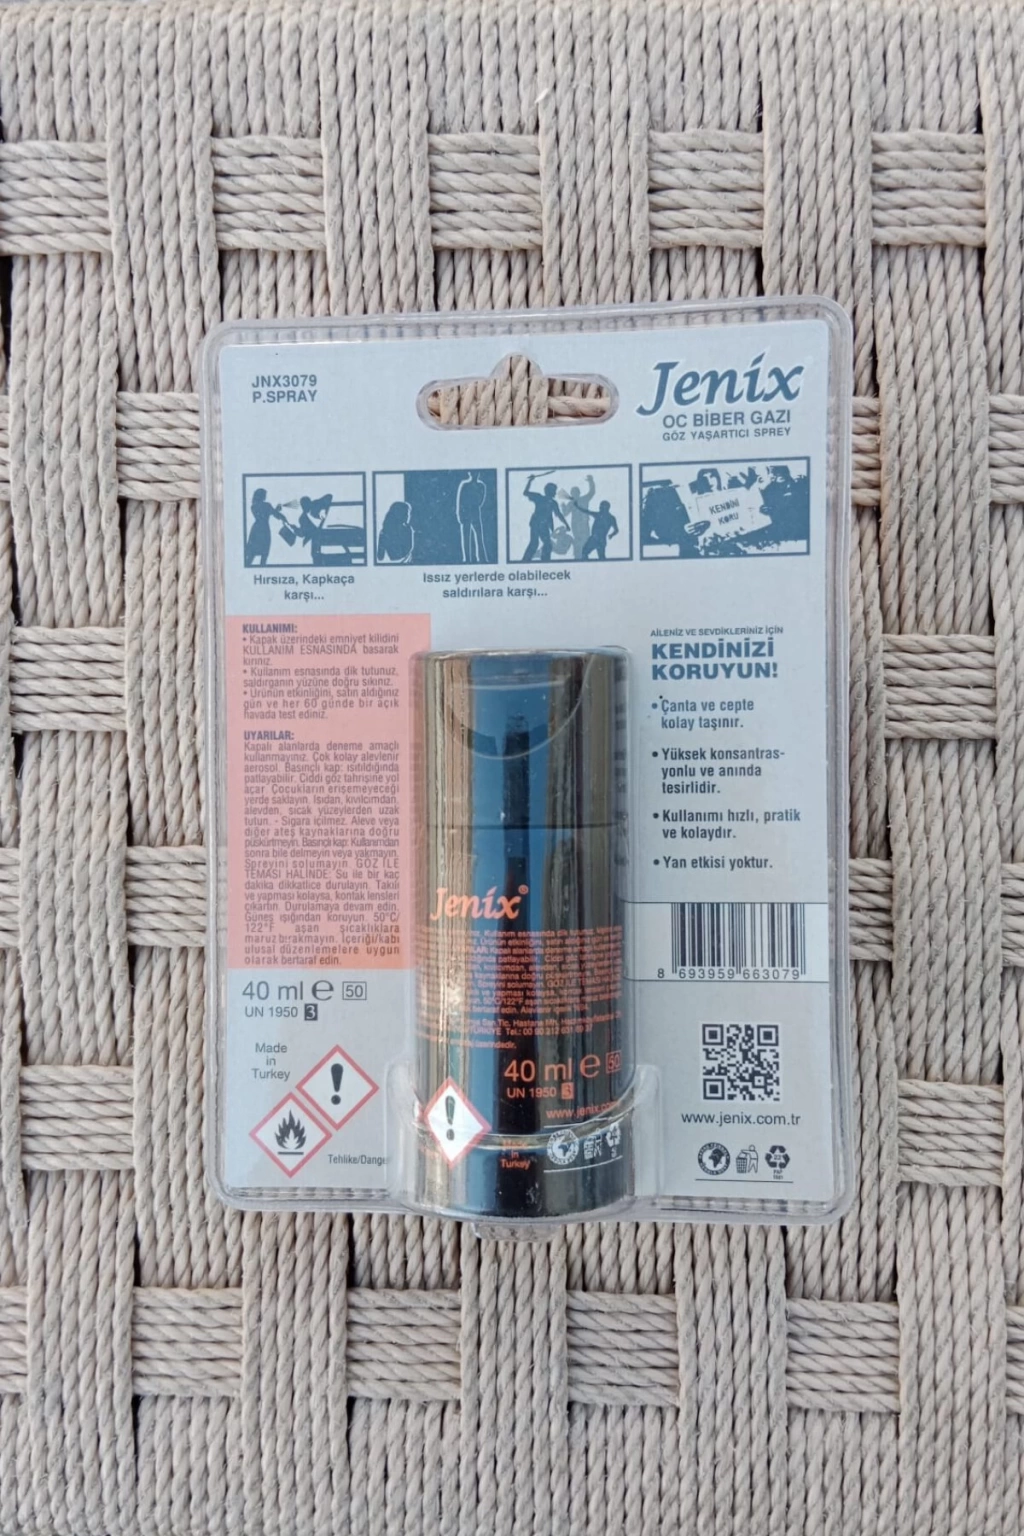 JNX3079
P.SPRAY
Jenix
OC BİBER GAZI
GÖZ YAŞARTICI SPREY
KENDİNİ
KORU
Hırsıza, Kapkaça
karşı...
Issız yerlerde olabilecek
saldırılara karşı...
KULLANIMI:
• Kapak üzerindeki emniyet kilidini
KULLANIM ESNASINDA basarak
kırınız.
• Kullanım esnasında dik tutunuz,
saldırganın yüzüne doğru sıkınız.
• Ürünün etkinliğini, satın aldığınız
gün ve her 60 günde bir açık
havada test ediniz.
UYARILAR:
Kapalı alanlarda deneme amaçlı
kullanmayınız. Çok kolay alevlenir
aerosol. Basınçlı kap: ısıtıldığında
patlayabilir. Ciddi göz tahrişine yol
açar. Çocukların erişemeyeceği
yerde saklayın. Isıdan, kıvılcımdan,
alevden, sıcak yüzeylerden uzak
tutun. - Sigara içilmez. Aleve veya
diğer ateş kaynaklarına doğru
püskürtmeyin. Basınçlı kap: Kullanımdan
sonra bile delmeyin veya yakmayın.
Spreyini solumayın. GÖZ İLE
TEMASI HALİNDE: Su ile bir kaç
dakika dikkatlice durulayın. Takılı
ve yapması kolaysa, kontak lensleri
çıkartın. Durulamaya devam edin.
Güneş ışığından koruyun. 50°C/
122°F aşan sıcaklıklara
maruz bırakmayın. İçeriği/kabı
ulusal düzenlemelere uygun
olarak bertaraf edin.
40 ml e 50
UN 1950 3
Made
in
Turkey
Tehlike/Danger
AİLENİZ VE SEVDİKLERİNİZ İÇİN
KENDİNİZİ
KORUYUN!
• Çanta ve cepte
kolay taşınır.
• Yüksek konsantras-
yonlu ve anında
tesirlidir.
• Kullanımı hızlı, pratik
ve kolaydır.
• Yan etkisi yoktur.
8 693959 663079
www.jenix.com.tr
Jenix®
40 ml e 50
UN 1950 3
www.jenix.co
Made
in
Turkey